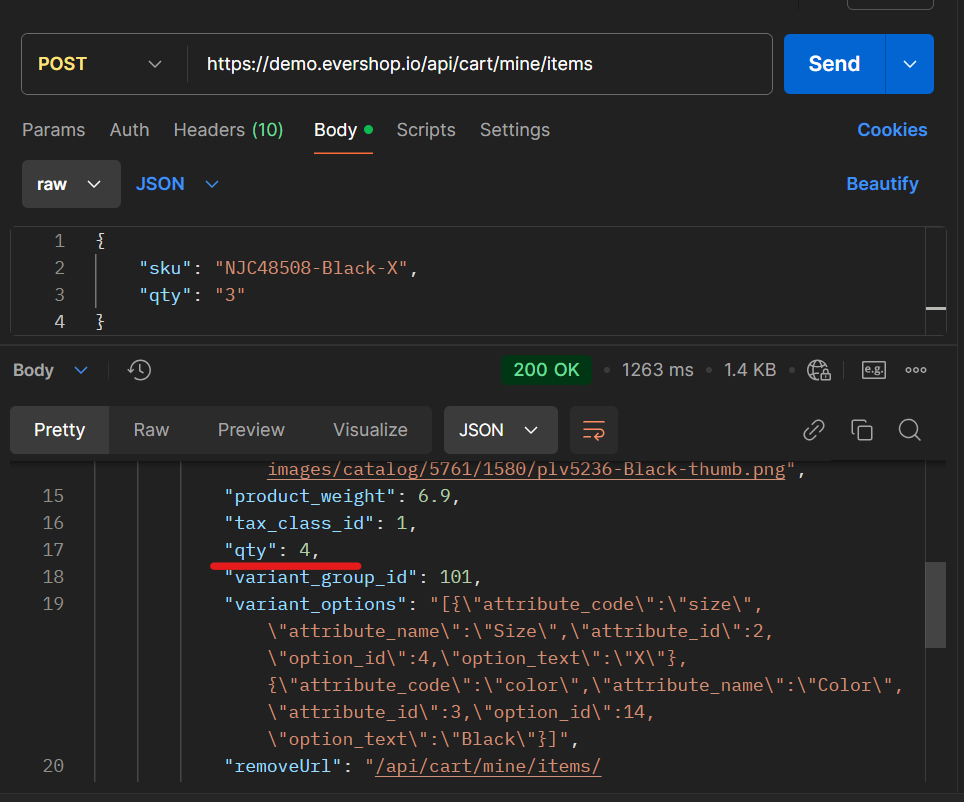 POST https://demo.evershop.io/api/cart/mine/items Send
Params Auth Headers (10) Body Scripts Settings Cookies
raw JSON Beautify
1 {
2 "sku": "NJC48508-Black-X",
3 "qty": "3"
4 }
Body 200 OK • 1263 ms • 1.4 KB • e.g. ooo
Pretty Raw Preview Visualize JSON
images/catalog/5761/1580/plv5236-Black-thumb.png",
15 "product_weight": 6.9,
16 "tax_class_id": 1,
17 "qty": 4,
18 "variant_group_id": 101,
19 "variant_options": "[{\"attribute_code\":\"size\",
\"attribute_name\":\"Size\",\"attribute_id\":2,
\"option_id\":4,\"option_text\":\"X\"},
{\"attribute_code\":\"color\",\"attribute_name\":\"Color\",
\"attribute_id\":3,\"option_id\":14,
\"option_text\":\"Black\"}]",
20 "removeUrl": "/api/cart/mine/items/